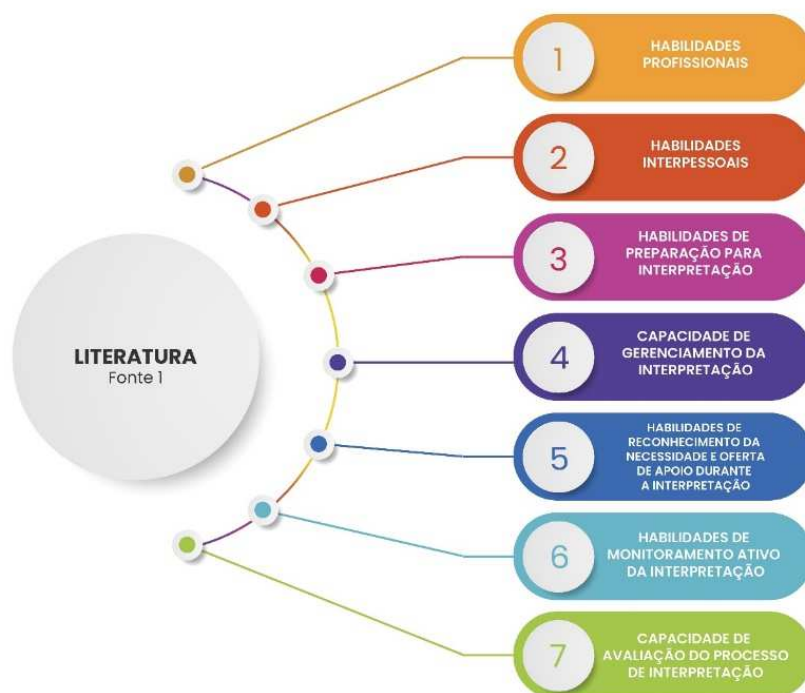 LITERATURA
Fonte 1
1
HABILIDADES
PROFISSIONAIS
2
HABILIDADES
INTERPESSOAIS
3
HABILIDADES DE
PREPARAÇÃO PARA
INTERPRETAÇÃO
4
CAPACIDADE DE
GERENCIAMENTO DA
INTERPRETAÇÃO
5
HABILIDADES DE
RECONHECIMENTO DA
NECESSIDADE E OFERTA
DE APOIO DURANTE
A INTERPRETAÇÃO
6
HABILIDADES DE
MONITORAMENTO ATIVO
DA INTERPRETAÇÃO
7
CAPACIDADE DE
AVALIAÇÃO DO PROCESSO
DE INTERPRETAÇÃO